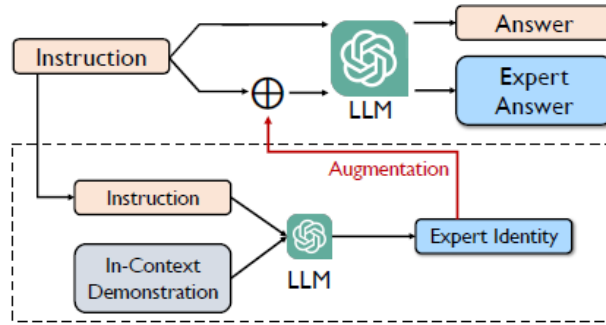 Answer
Instruction
Expert
Answer
LLM
Augmentation
Instruction
Expert Identity
In-Context
Demonstration
LLM